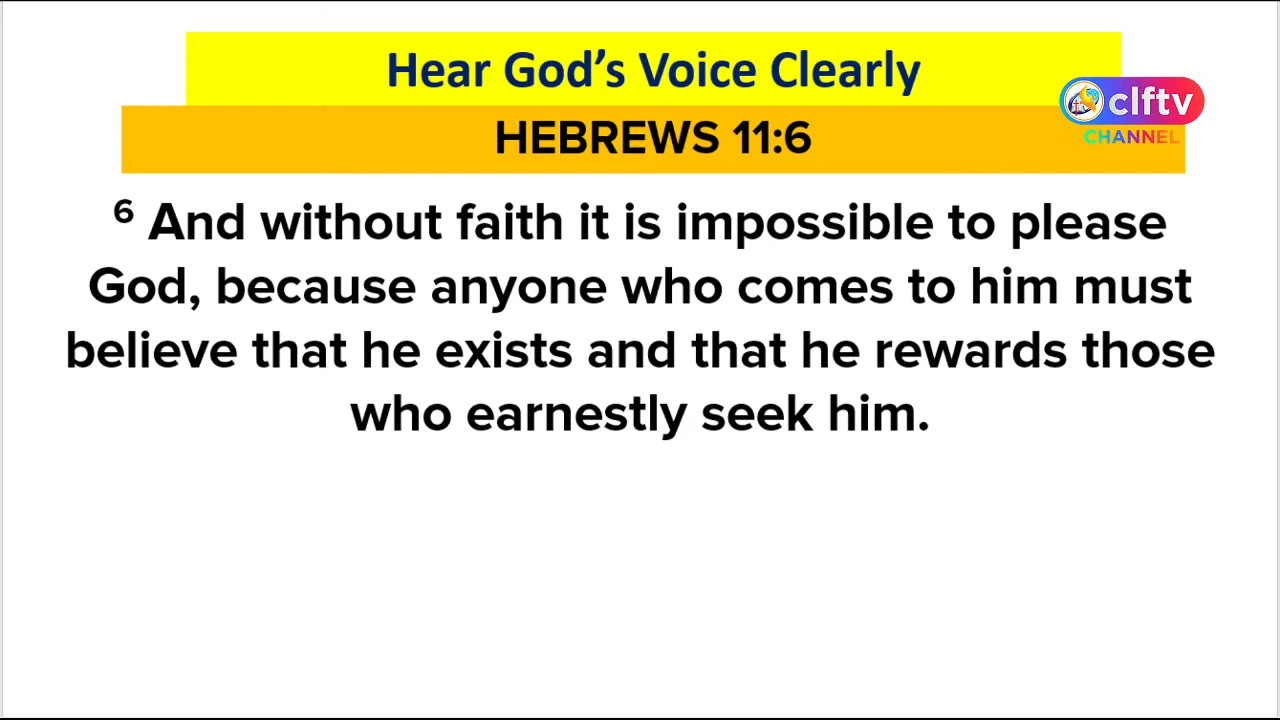 Hear God’s Voice Clearly
clftv
CHANNEL
HEBREWS 11:6
6 And without faith it is impossible to please
God, because anyone who comes to him must
believe that he exists and that he rewards those
who earnestly seek him.